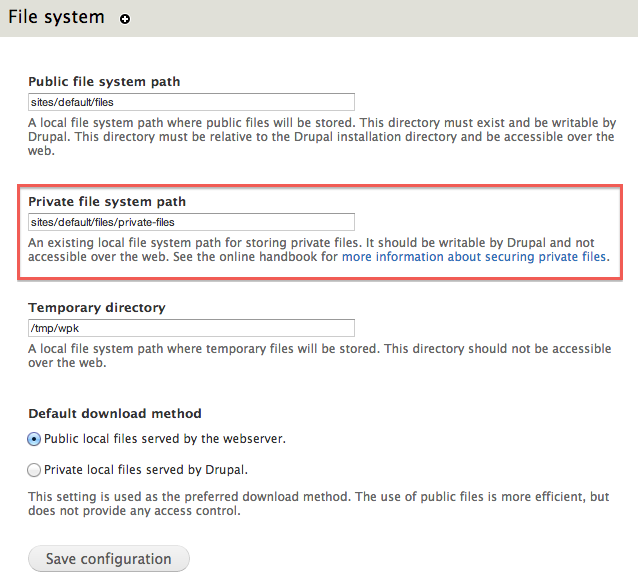 File system
Public file system path
sites/default/files
A local file system path where public files will be stored. This directory must exist and be writable by
Drupal. This directory must be relative to the Drupal installation directory and be accessible over the
web.
Private file system path
sites/default/files/private-files
An existing local file system path for storing private files. It should be writable by Drupal and not
accessible over the web. See the online handbook for more information about securing private files.
Temporary directory
/tmp/wpk
A local file system path where temporary files will be stored. This directory should not be accessible
over the web.
Default download method
Public local files served by the webserver.
Private local files served by Drupal.
This setting is used as the preferred download method. The use of public files is more efficient, but
does not provide any access control.
Save configuration